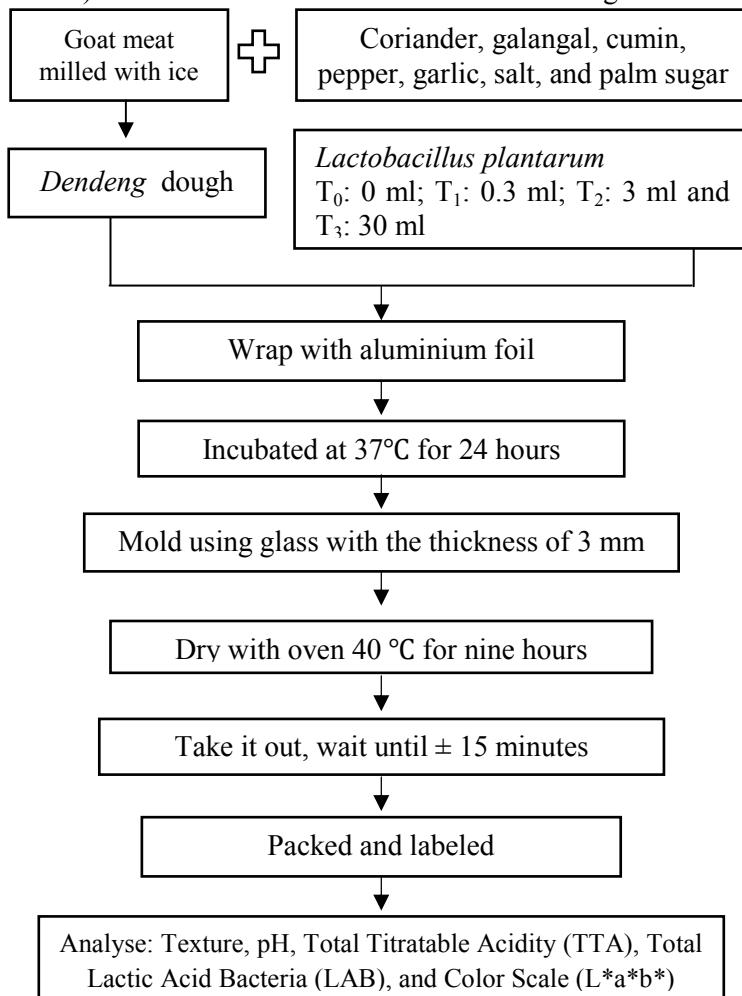 Goat meat
milled with ice
Coriander, galangal, cumin,
pepper, garlic, salt, and palm sugar
Dendeng dough
Lactobacillus plantarum
T₀: 0 ml; T₁: 0.3 ml; T₂: 3 ml and
T₃: 30 ml
Wrap with aluminium foil
Incubated at 37℃ for 24 hours
Mold using glass with the thickness of 3 mm
Dry with oven 40 ℃ for nine hours
Take it out, wait until ± 15 minutes
Packed and labeled
Analyse: Texture, pH, Total Titratable Acidity (TTA), Total
Lactic Acid Bacteria (LAB), and Color Scale (L*a*b*)